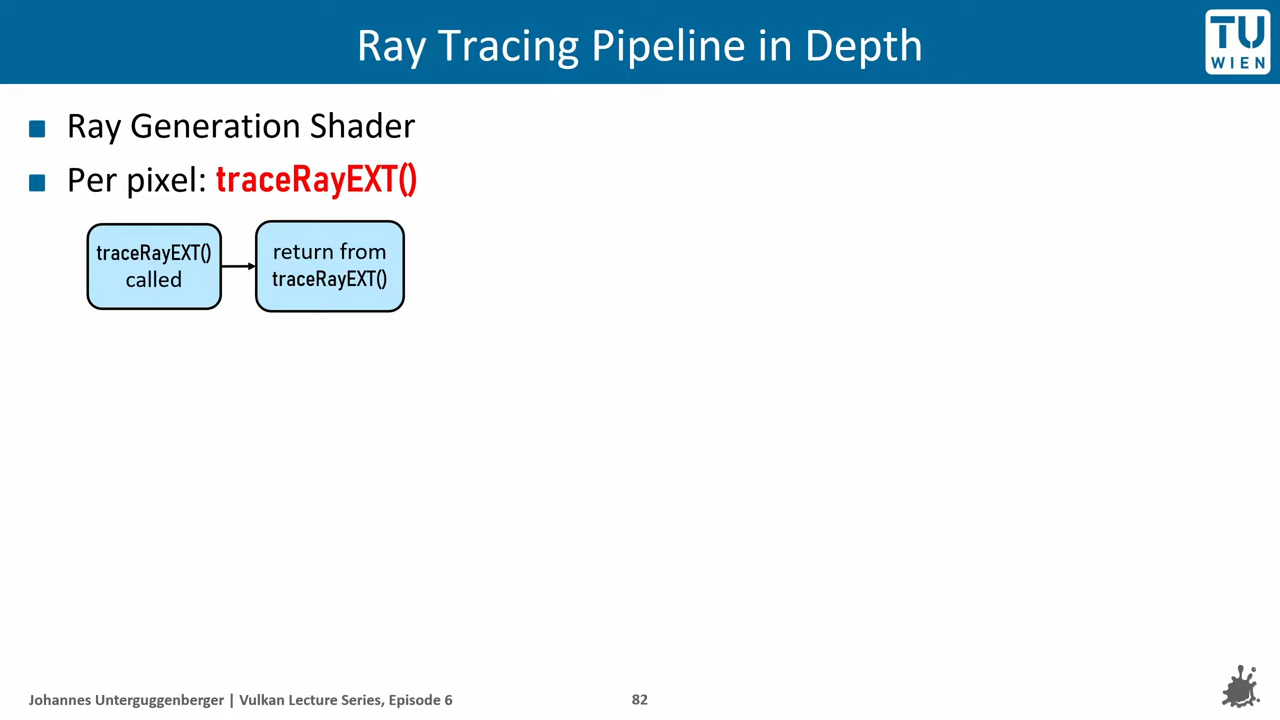 Ray Tracing Pipeline in Depth
TU
WIEN
Ray Generation Shader
Per pixel: traceRayEXT()
traceRayEXT()
called
return from
traceRayEXT()
Johannes Unterguggenberger | Vulkan Lecture Series, Episode 6
82